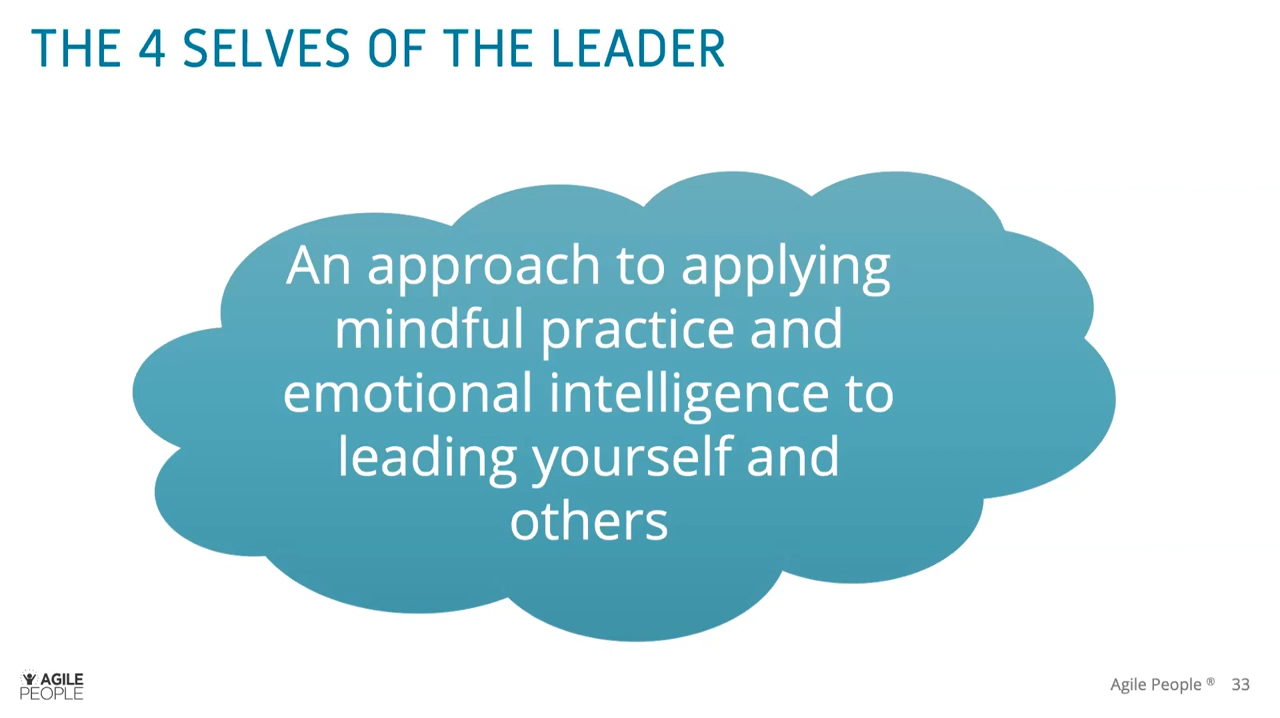 THE 4 SELVES OF THE LEADER
An approach to applying
mindful practice and
emotional intelligence to
leading yourself and
others
AGILE
PEOPLE
Agile People ® 33